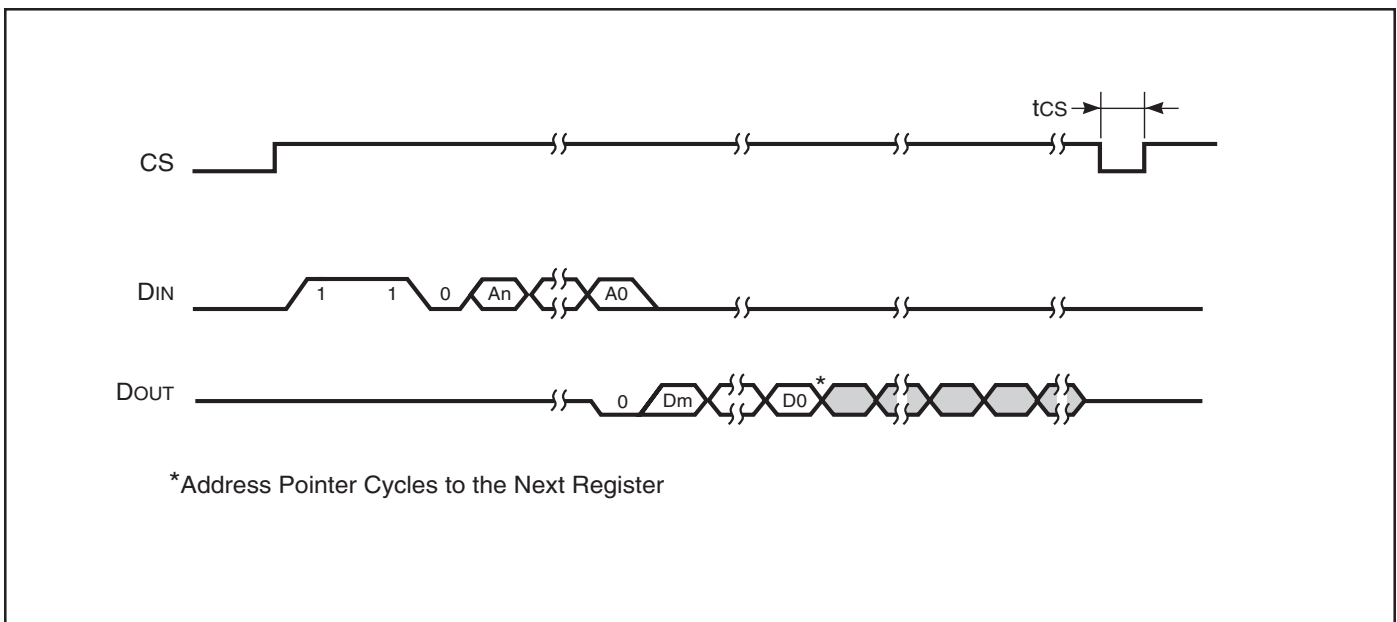 tCS
CS
DIN 1 1 0 An A0
DOUT 0 Dm D0 *
*Address Pointer Cycles to the Next Register